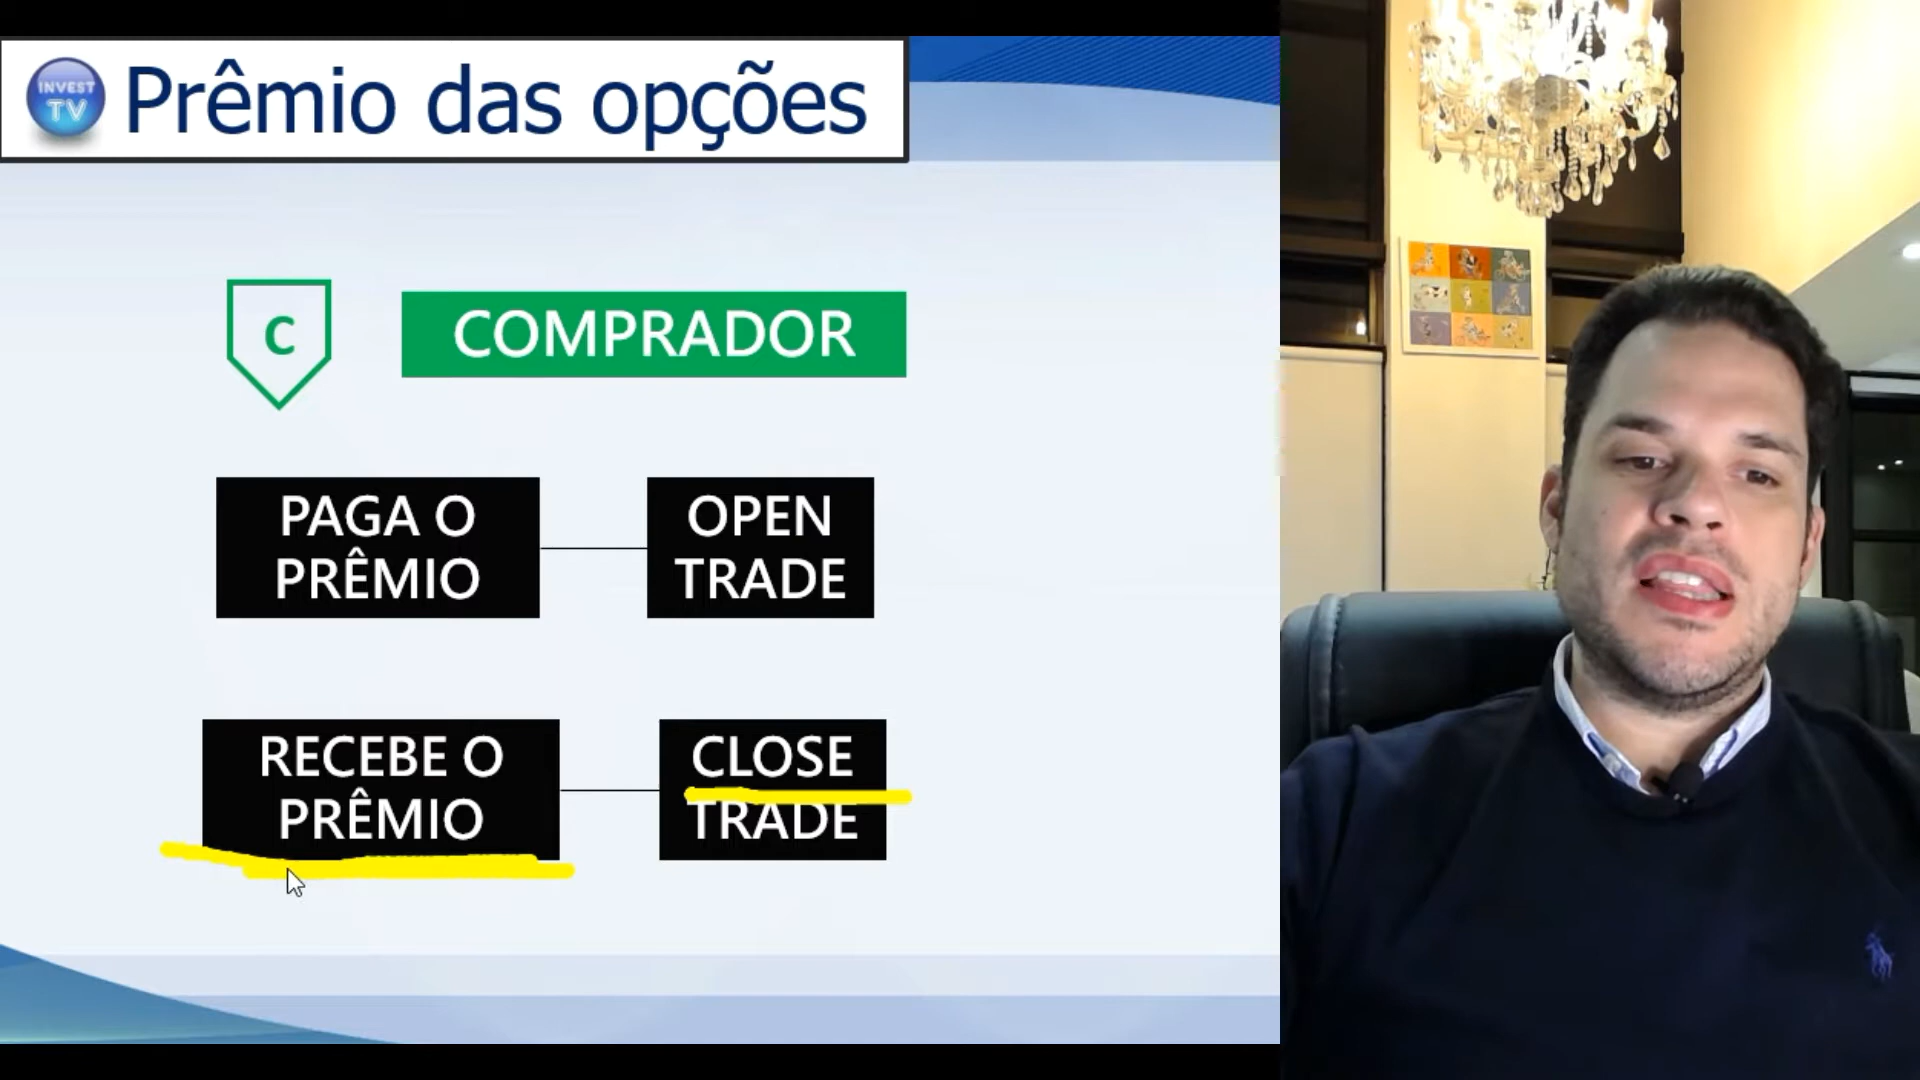 INVEST
TV
Prêmio das opções
C
COMPRADOR
PAGA O
PRÊMIO
OPEN
TRADE
RECEBE O
PRÊMIO
CLOSE
TRADE